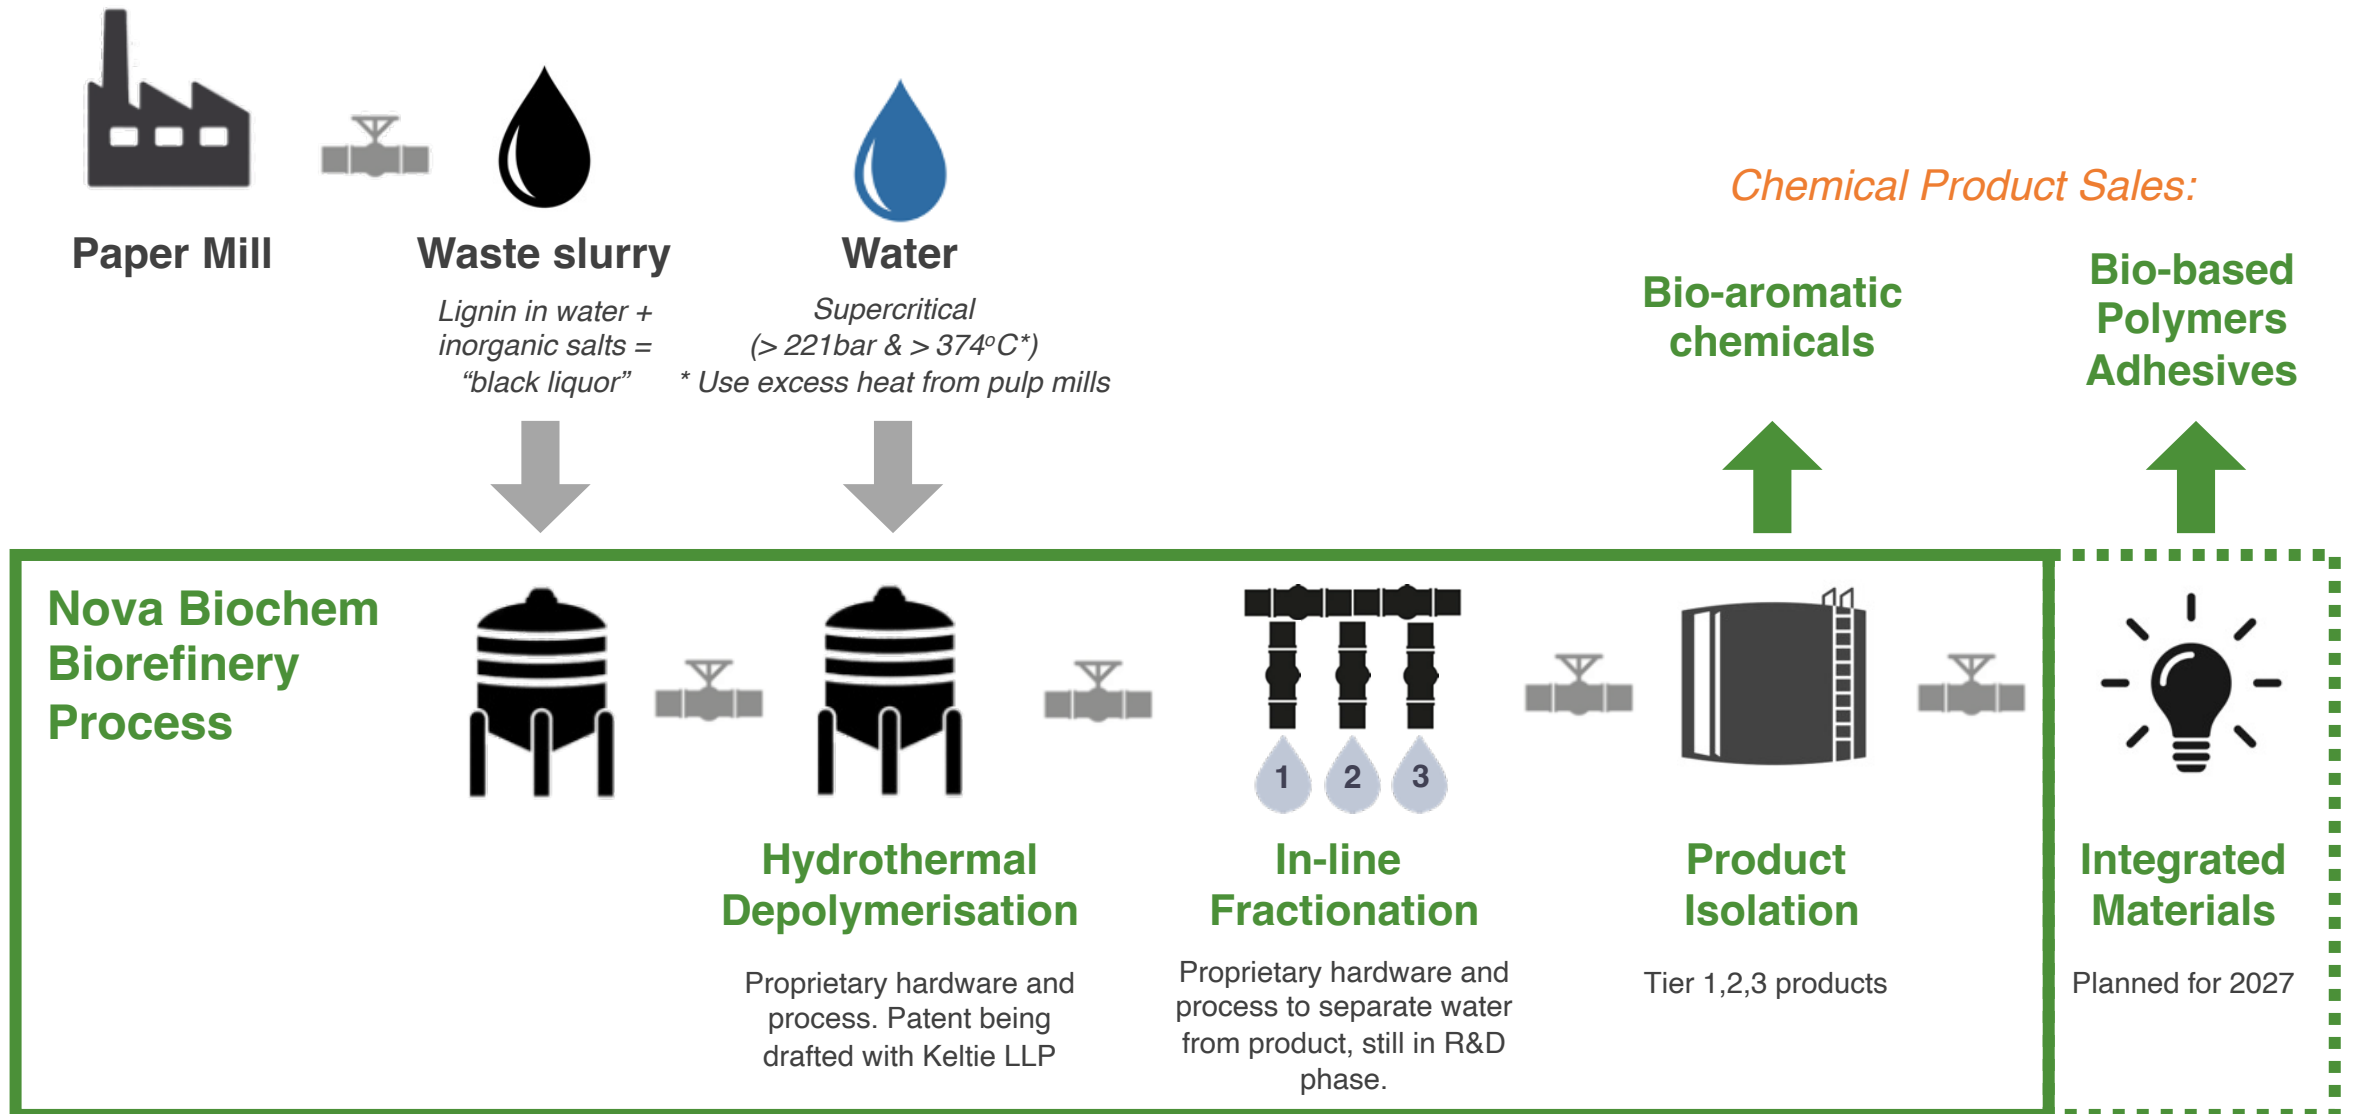 Chemical Product Sales:
Paper Mill
Waste slurry
Lignin in water +
inorganic salts =
“black liquor”
Water
Supercritical
(> 221bar & > 374ºC*)
* Use excess heat from pulp mills
Bio-aromatic
chemicals
Bio-based
Polymers
Adhesives
Nova Biochem
Biorefinery
Process
1 2 3
Hydrothermal
Depolymerisation
Proprietary hardware and
process. Patent being
drafted with Keltie LLP
In-line
Fractionation
Proprietary hardware and
process to separate water
from product, still in R&D
phase.
Product
Isolation
Tier 1,2,3 products
Integrated
Materials
Planned for 2027